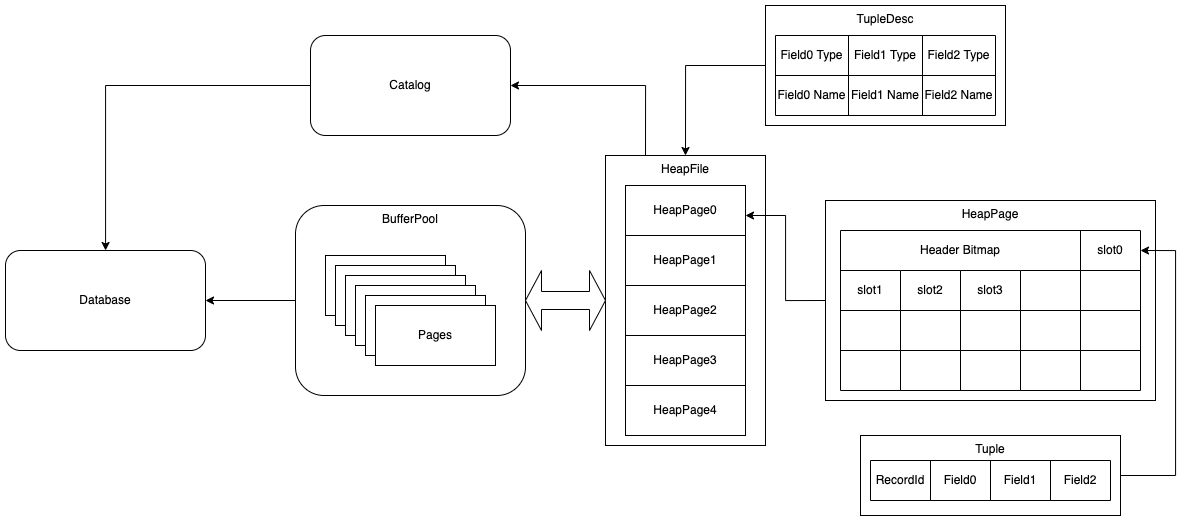 TupleDesc
Field0 Type
Field1 Type
Field2 Type
Field0 Name
Field1 Name
Field2 Name
Catalog
HeapFile
HeapPage0
HeapPage1
HeapPage2
HeapPage3
HeapPage4
BufferPool
Pages
Database
HeapPage
Header Bitmap
slot0
slot1
slot2
slot3
Tuple
RecordId
Field0
Field1
Field2